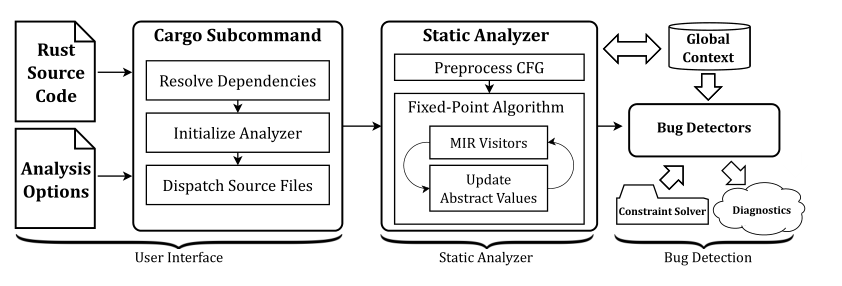 Rust
Source
Code
Analysis
Options
Cargo Subcommand
Resolve Dependencies
Initialize Analyzer
Dispatch Source Files
Static Analyzer
Preprocess CFG
Fixed-Point Algorithm
MIR Visitors
Update
Abstract Values
Global
Context
Bug Detectors
Constraint Solver
Diagnostics
User Interface
Static Analyzer
Bug Detection